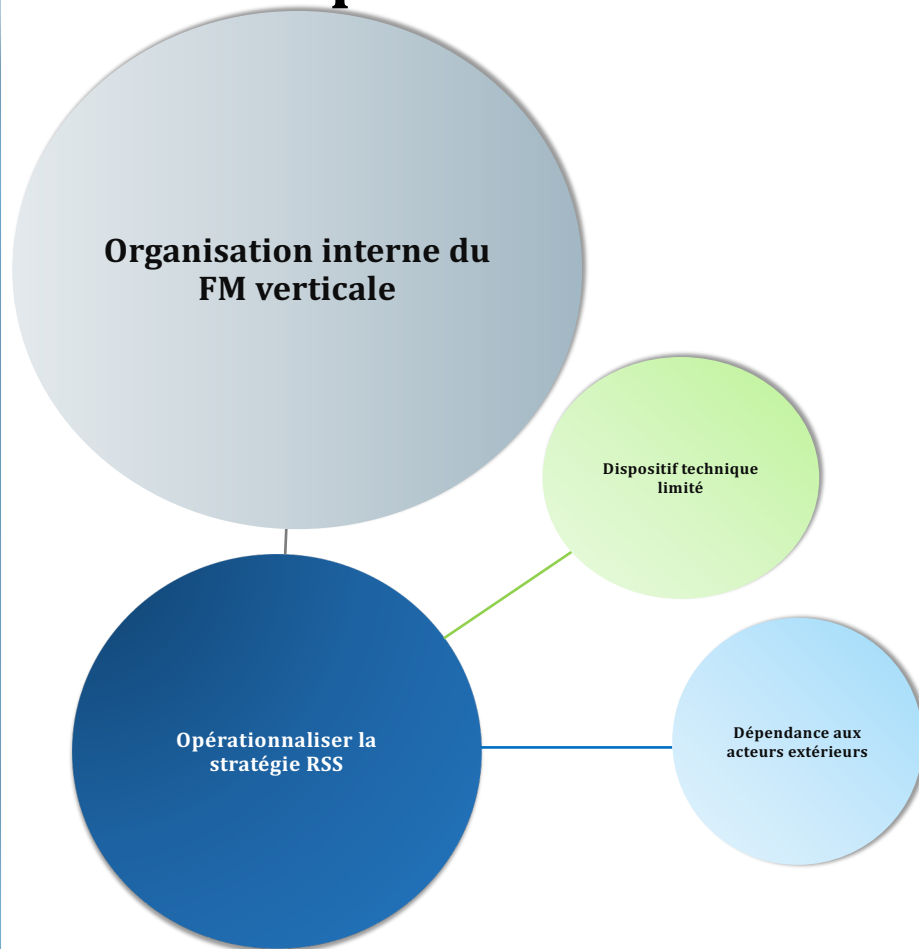 Organisation interne du
FM verticale
Dispositif technique
limité
Opérationnaliser la
stratégie RSS
Dépendance aux
acteurs extérieurs